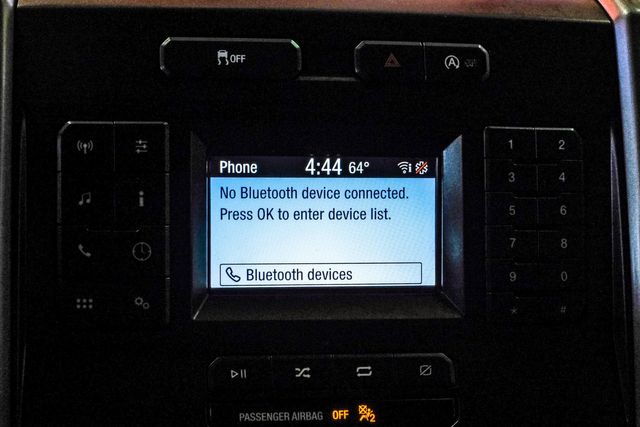 OFF
A
Phone 4:44 64°
No Bluetooth device connected.
Press OK to enter device list.
Bluetooth devices
i
1 2
3 4
5 6
7 8
9 0
* #
PASSENGER AIRBAG OFF 2